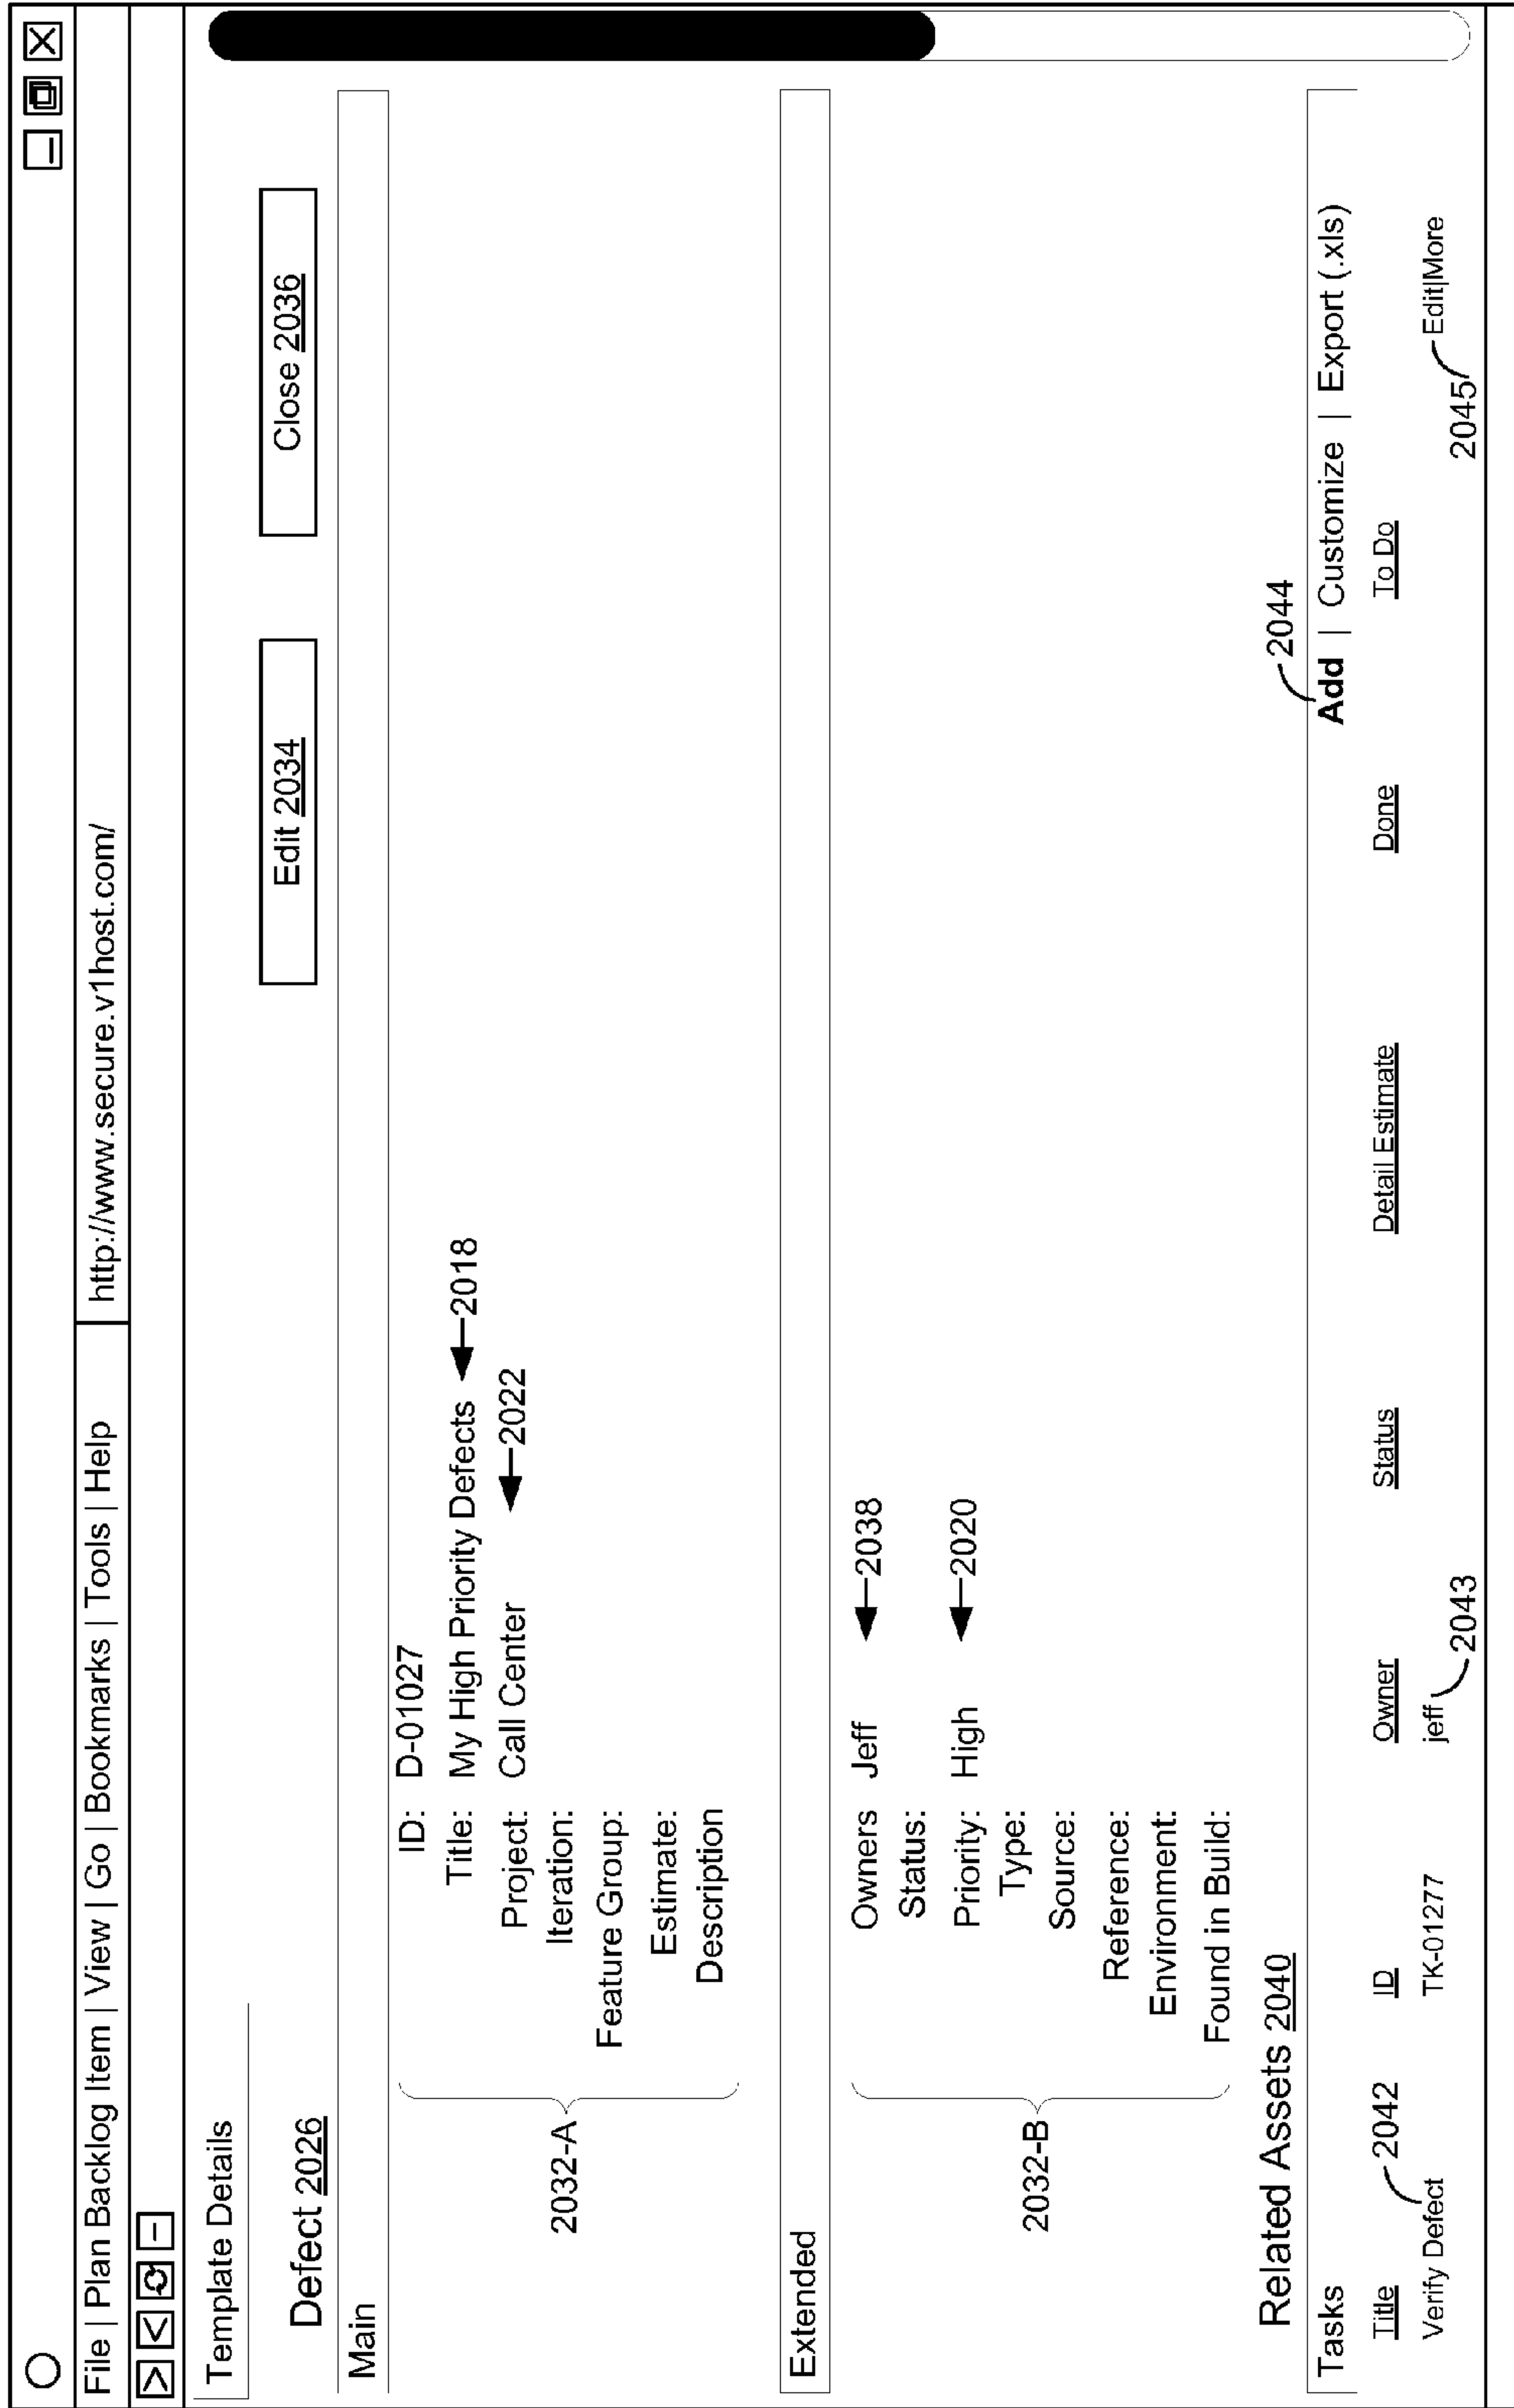 File | Plan Backlog Item | View | Go | Bookmarks | Tools | Help http://www.secure.v1host.com/
Template Details
Defect 2026 Edit 2034 Close 2036
Main
ID: D-01027
Title: My High Priority Defects 2018
Project: Call Center 2022
Iteration:
Feature Group:
Estimate:
Description
2032-A
Extended
Owners Jeff 2038
Status:
Priority: High 2020
Type:
Source:
Reference:
Environment:
Found in Build:
2032-B
Related Assets 2040
2044
Tasks Add | Customize | Export (.xls)
Title 2042 ID Owner Status Detail Estimate Done To Do
Verify Defect TK-01277 jeff 2043 Edit|More
2045